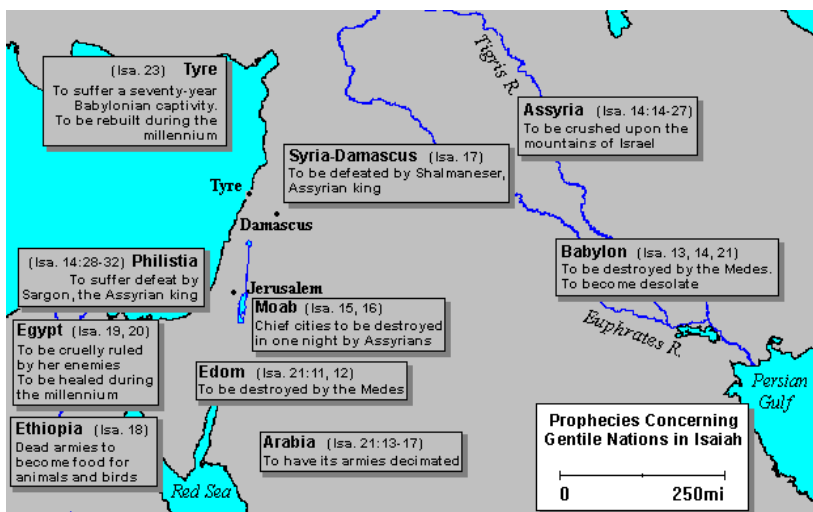 (Isa. 23) Tyre
To suffer a seventy-year
Babylonian captivity.
To be rebuilt during the
millennium
Tigris R.
Assyria (Isa. 14:14-27)
To be crushed upon the
mountains of Israel
Syria-Damascus (Isa. 17)
To be defeated by Shalmaneser,
Assyrian king
Tyre
Damascus
(Isa. 14:28-32) Philistia
To suffer defeat by
Sargon, the Assyrian king
Babylon (Isa. 13, 14, 21)
To be destroyed by the Medes.
To become desolate
Jerusalem
Moab (Isa. 15, 16)
Chief cities to be destroyed
in one night by Assyrians
Egypt (Isa. 19, 20)
To be cruelly ruled
by her enemies
To be healed during
the millennium
Euphrates R.
Edom (Isa. 21:11, 12)
To be destroyed by the Medes
Persian
Gulf
Ethiopia (Isa. 18)
Dead armies to
become food for
animals and birds
Arabia (Isa. 21:13-17)
To have its armies decimated
Red Sea
Prophecies Concerning
Gentile Nations in Isaiah
0 250mi